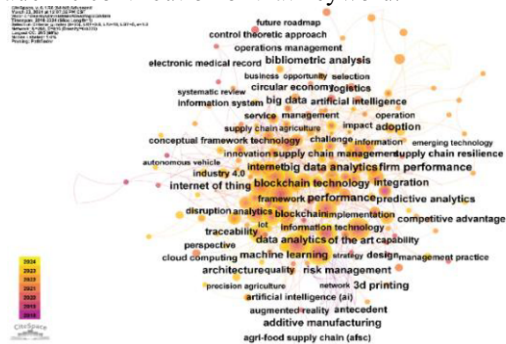 future roadmap
control theoretic approach
operations management
electronic medical record bibliometric analysis
business opportunity selection
circular economy logistics
systematic review
information system big data artificial intelligence
service management operation
supply chain agriculture impact adoption
conceptual framework technology challenge information emerging technology
innovation supply chain management supply chain resilience
autonomous vehicle internet big data analytics firm performance
industry 4.0
internet of thing blockchain technology integration
framework performance predictive analytics
disruption analytics blockchain implementation competitive advantage
iot information technology
traceability
perspective data analytics of the art capability
cloud computing machine learning strategy design management practice
architecture quality risk management
precision agriculture network 3d printing
artificial intelligence (ai)
augmented reality antecedent
additive manufacturing
agri-food supply chain (afsc)
2024
2023
2022
2021
2020
2019
2018
CiteSpace